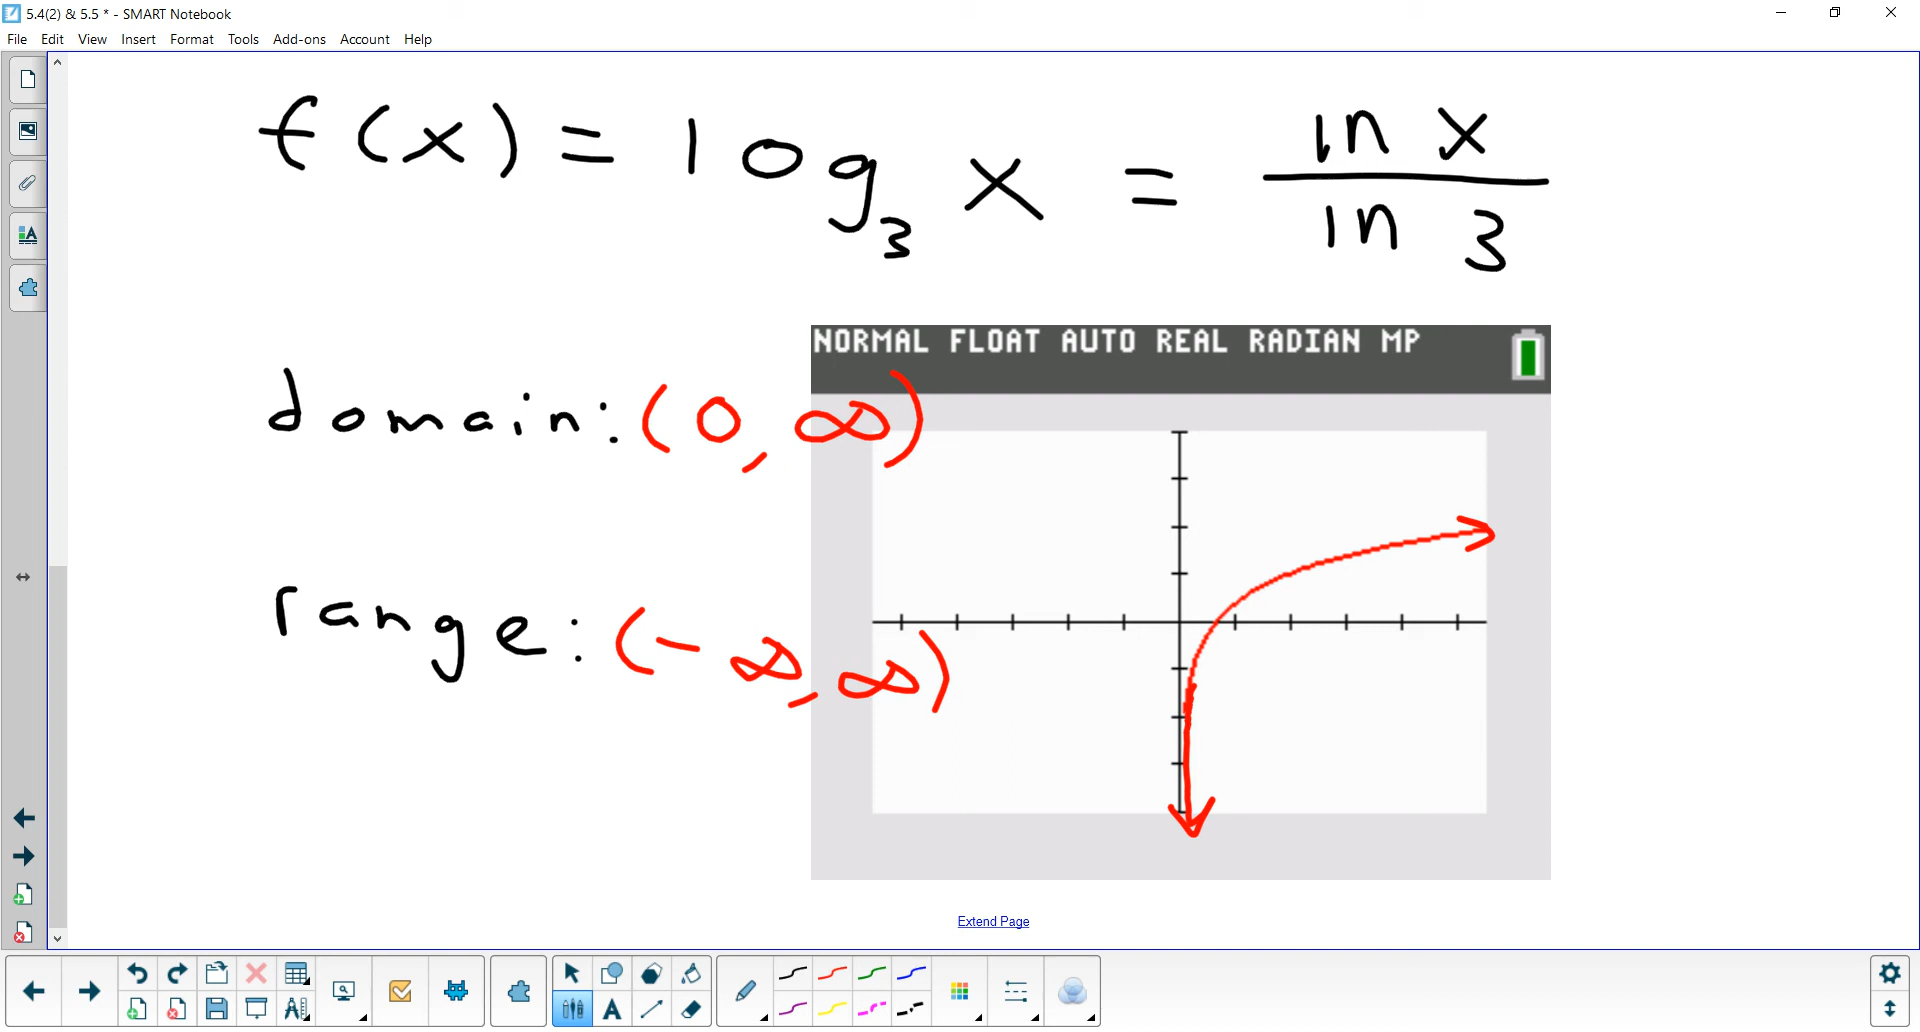 5.4(2) & 5.5 * - SMART Notebook
File Edit View Insert Format Tools Add-ons Account Help
f(x) = log₃ x = ln x / ln 3
NORMAL FLOAT AUTO REAL RADIAN MP
domain: (0, ∞)
range: (-∞, ∞)
Extend Page